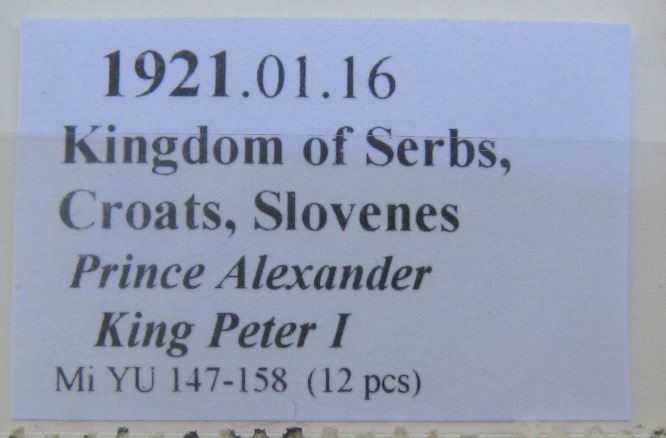 1921.01.16
Kingdom of Serbs,
Croats, Slovenes
Prince Alexander
King Peter I
Mi YU 147-158 (12 pcs)